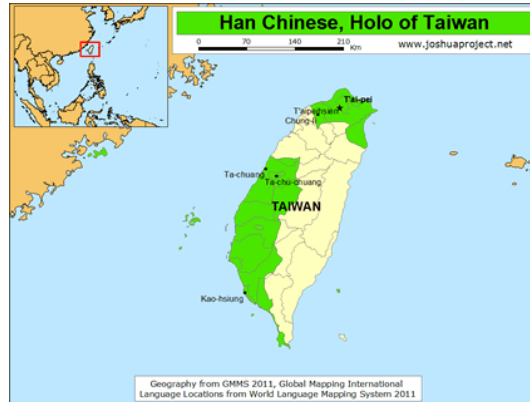 Han Chinese, Holo of Taiwan
0 70 140 210
Km
www.joshuaproject.net
T'ai-pei
T'aipeihsien
Chung-li
Ta-chuang
Ta-chu-chuang
TAIWAN
Kao-hsiung
Geography from GMMS 2011, Global Mapping International
Language Locations from World Language Mapping System 2011